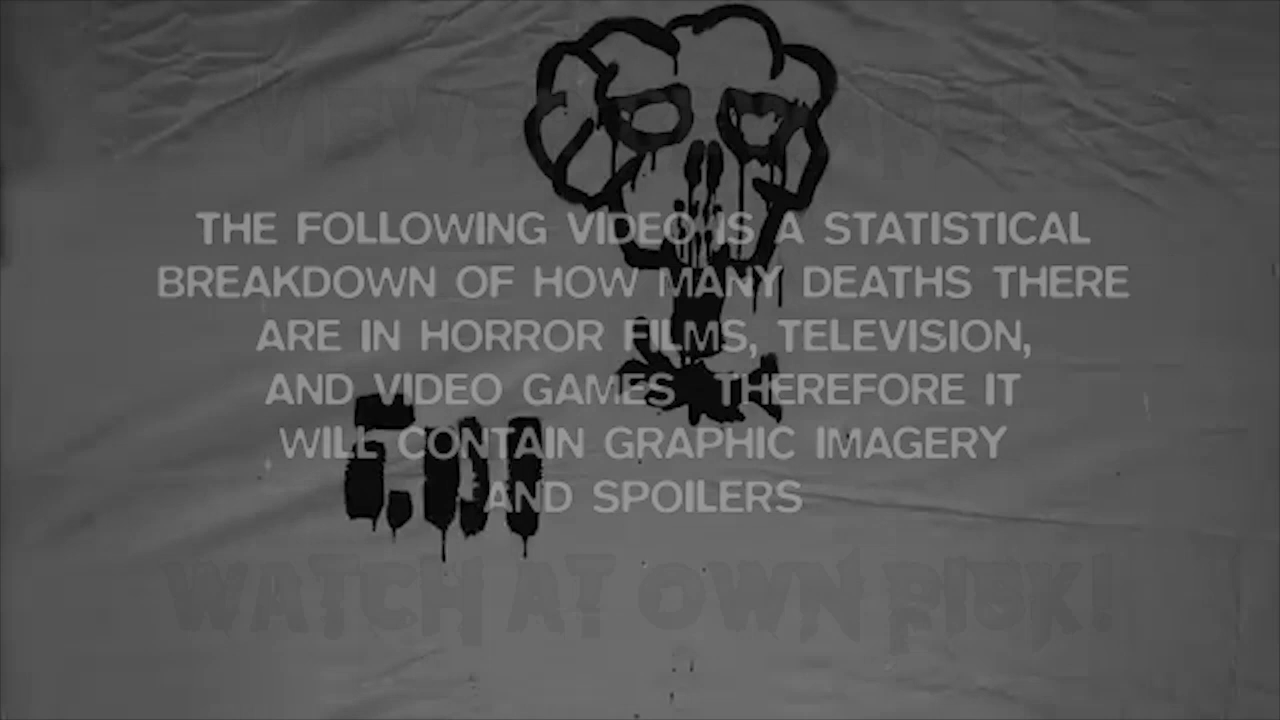 THE FOLLOWING VIDEO IS A STATISTICAL
BREAKDOWN OF HOW MANY DEATHS THERE
ARE IN HORROR FILMS, TELEVISION,
AND VIDEO GAMES, THEREFORE IT
WILL CONTAIN GRAPHIC IMAGERY
AND SPOILERS
WATCH AT OWN RISK!